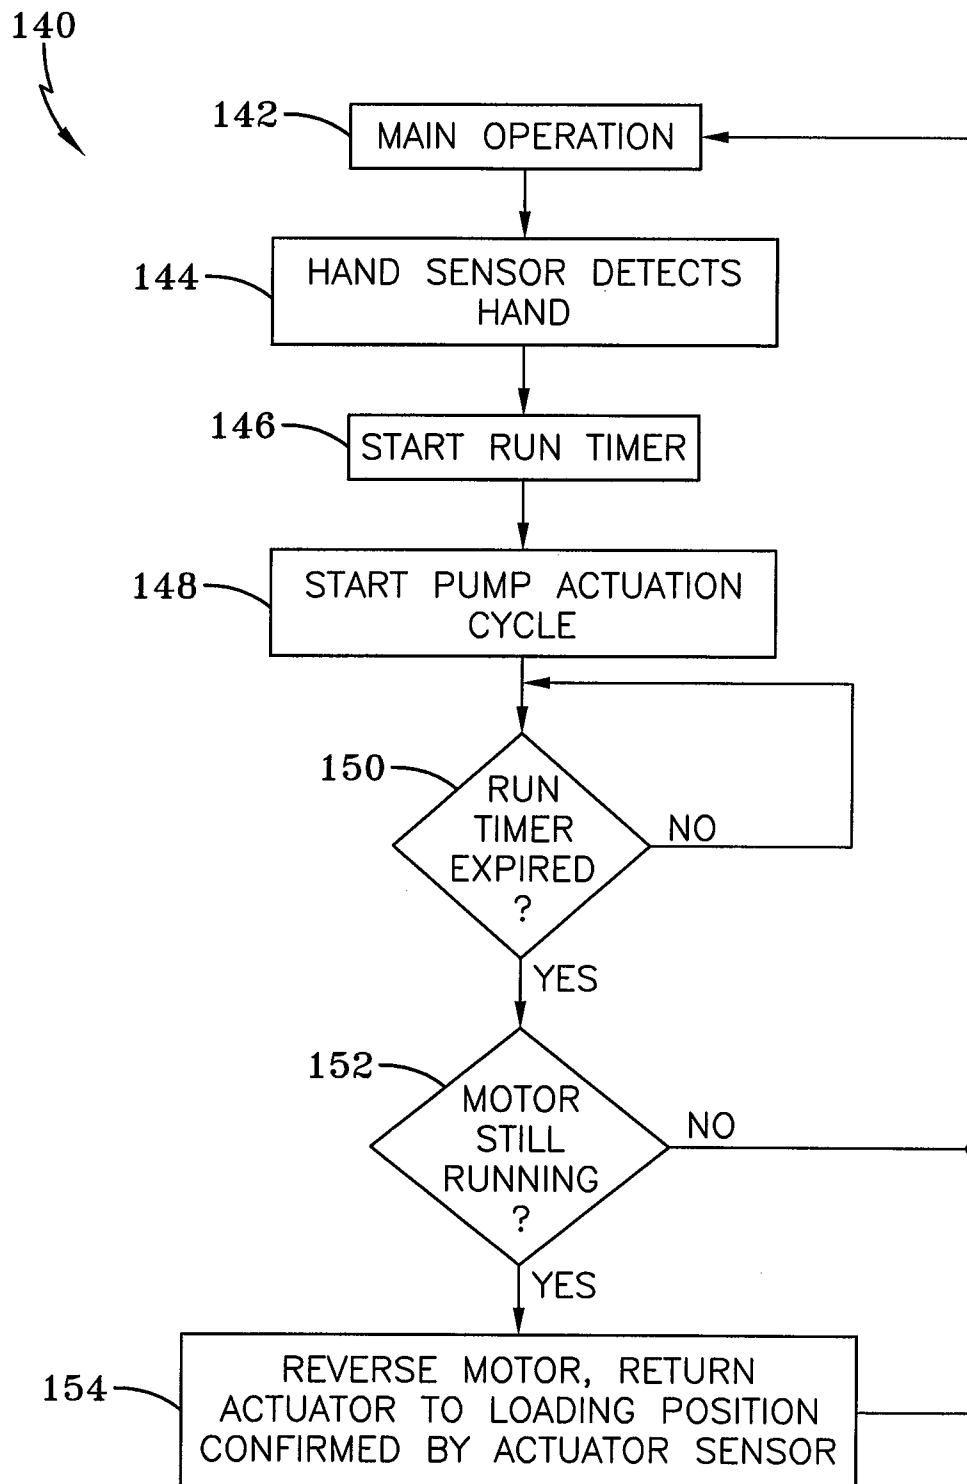 140
142
MAIN OPERATION
144
HAND SENSOR DETECTS
HAND
146
START RUN TIMER
148
START PUMP ACTUATION
CYCLE
150
RUN
TIMER
EXPIRED
?
NO
YES
152
MOTOR
STILL
RUNNING
?
NO
YES
154
REVERSE MOTOR, RETURN
ACTUATOR TO LOADING POSITION
CONFIRMED BY ACTUATOR SENSOR